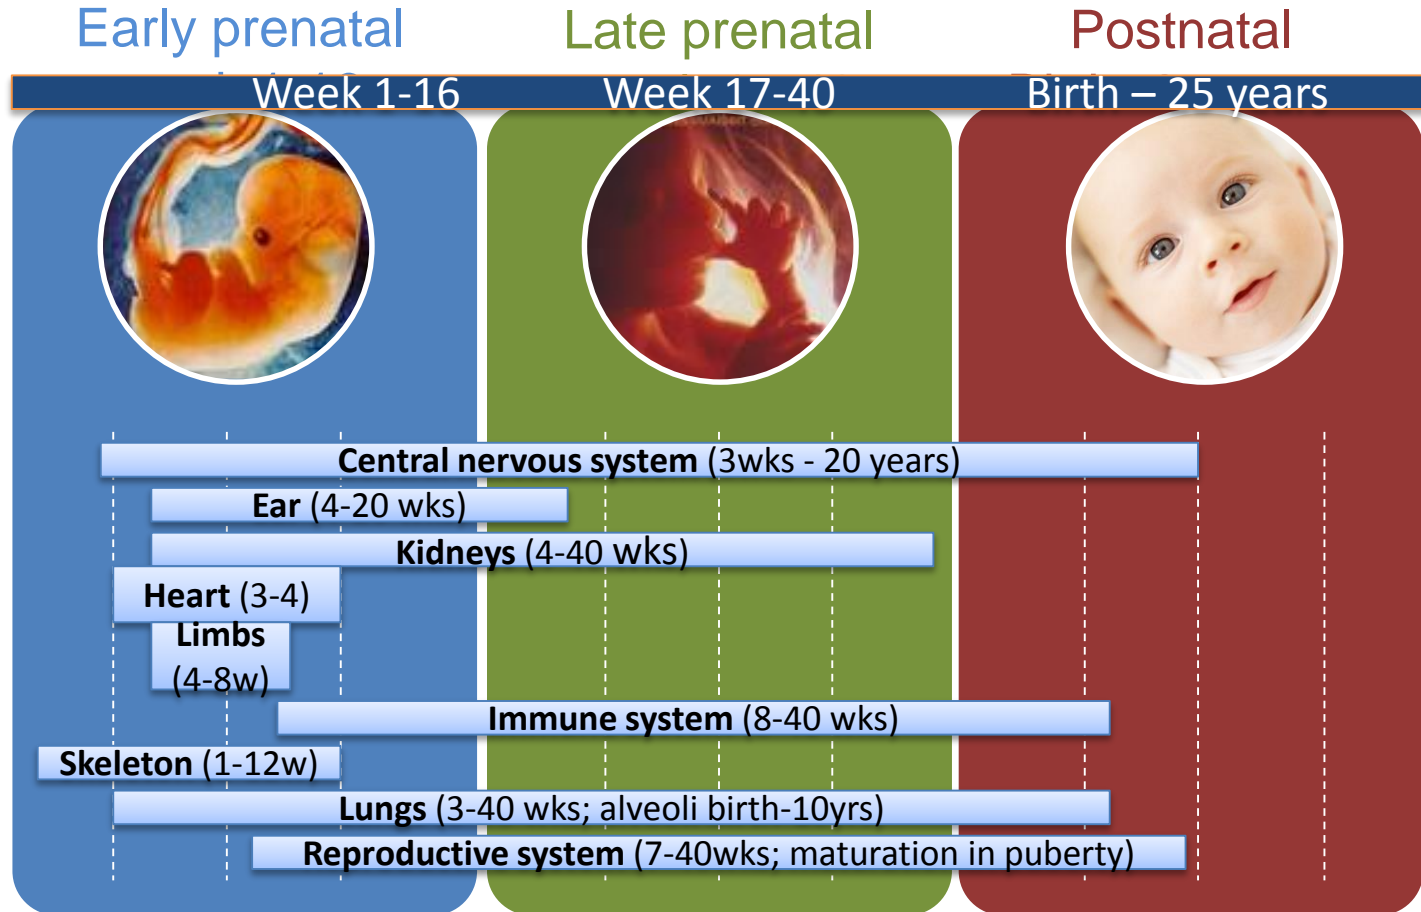 Early prenatal
Late prenatal
Postnatal
Week 1-16
Week 17-40
Birth – 25 years
Central nervous system (3wks - 20 years)
Ear (4-20 wks)
Kidneys (4-40 wks)
Heart (3-4)
Limbs
(4-8w)
Immune system (8-40 wks)
Skeleton (1-12w)
Lungs (3-40 wks; alveoli birth-10yrs)
Reproductive system (7-40wks; maturation in puberty)